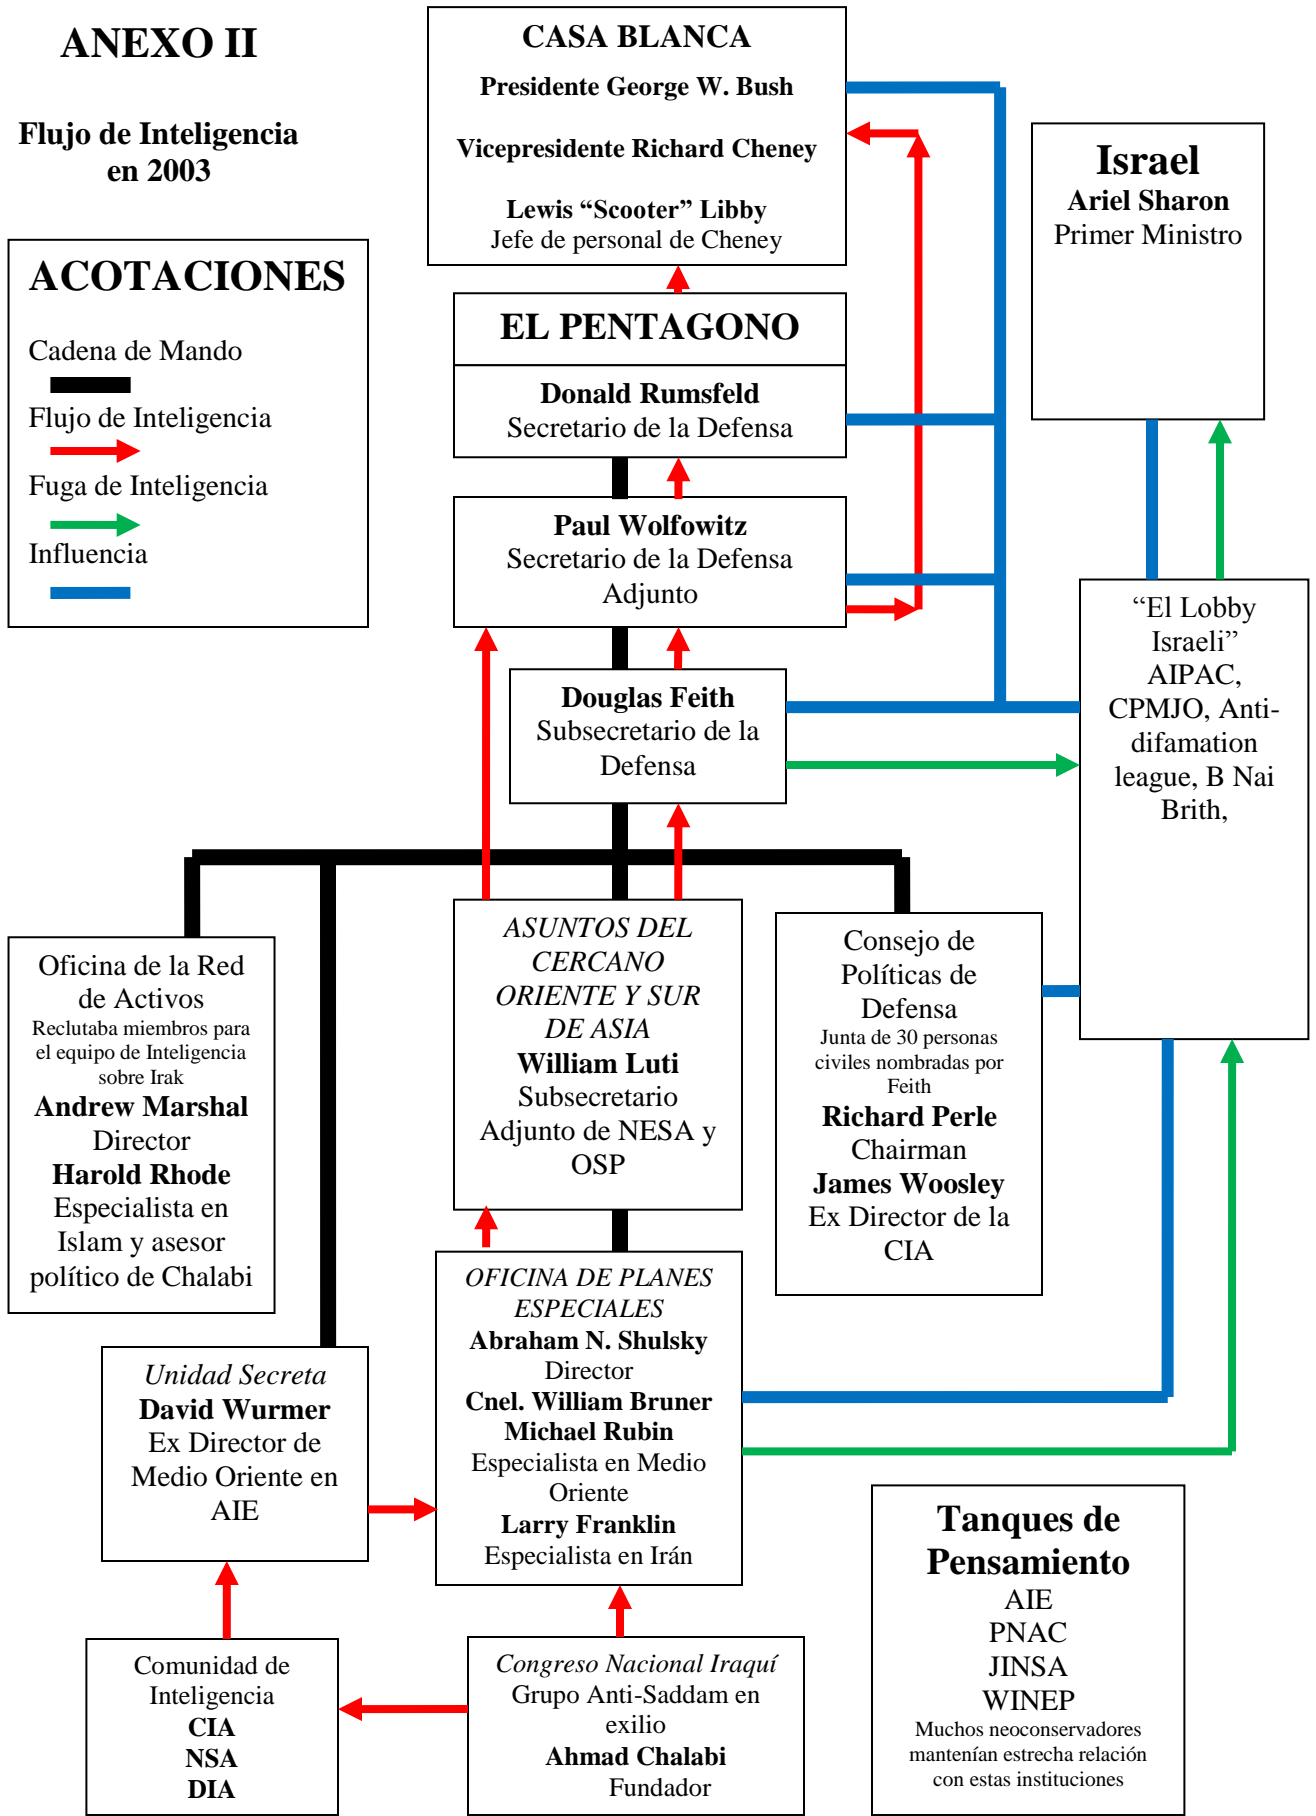 ANEXO II
Flujo de Inteligencia
en 2003
ACOTACIONES
Cadena de Mando
Flujo de Inteligencia
Fuga de Inteligencia
Influencia
CASA BLANCA
Presidente George W. Bush
Vicepresidente Richard Cheney
Lewis “Scooter” Libby
Jefe de personal de Cheney
EL PENTAGONO
Donald Rumsfeld
Secretario de la Defensa
Paul Wolfowitz
Secretario de la Defensa
Adjunto
Douglas Feith
Subsecretario de la
Defensa
Israel
Ariel Sharon
Primer Ministro
“El Lobby
Israeli”
AIPAC,
CPMJO, Anti-
difamation
league, B Nai
Brith,
Oficina de la Red
de Activos
Reclutaba miembros para
el equipo de Inteligencia
sobre Irak
Andrew Marshal
Director
Harold Rhode
Especialista en
Islam y asesor
político de Chalabi
ASUNTOS DEL
CERCANO
ORIENTE Y SUR
DE ASIA
William Luti
Subsecretario
Adjunto de NESA y
OSP
Consejo de
Políticas de
Defensa
Junta de 30 personas
civiles nombradas por
Feith
Richard Perle
Chairman
James Woosley
Ex Director de la
CIA
Unidad Secreta
David Wurmer
Ex Director de
Medio Oriente en
AIE
OFICINA DE PLANES
ESPECIALES
Abraham N. Shulsky
Director
Cnel. William Bruner
Michael Rubin
Especialista en Medio
Oriente
Larry Franklin
Especialista en Irán
Comunidad de
Inteligencia
CIA
NSA
DIA
Congreso Nacional Iraquí
Grupo Anti-Saddam en
exilio
Ahmad Chalabi
Fundador
Tanques de
Pensamiento
AIE
PNAC
JINSA
WINEP
Muchos neoconservadores
mantenían estrecha relación
con estas instituciones